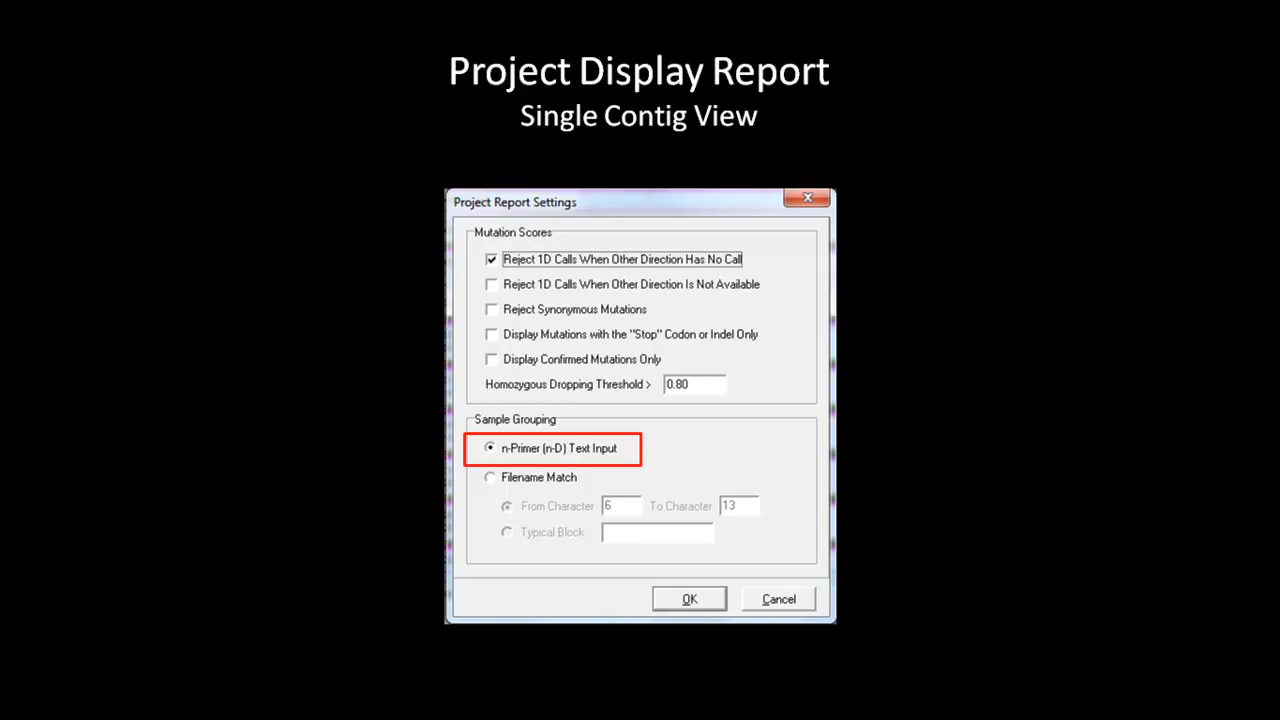 Project Display Report
Single Contig View
Project Report Settings
Mutation Scores
Reject 1D Calls When Other Direction Has No Call
Reject 1D Calls When Other Direction Is Not Available
Reject Synonymous Mutations
Display Mutations with the "Stop" Codon or Indel Only
Display Confirmed Mutations Only
Homozygous Dropping Threshold > 0.80
Sample Grouping
n-Primer (n-D) Text Input
Filename Match
From Character 6 To Character 13
Typical Block
OK Cancel